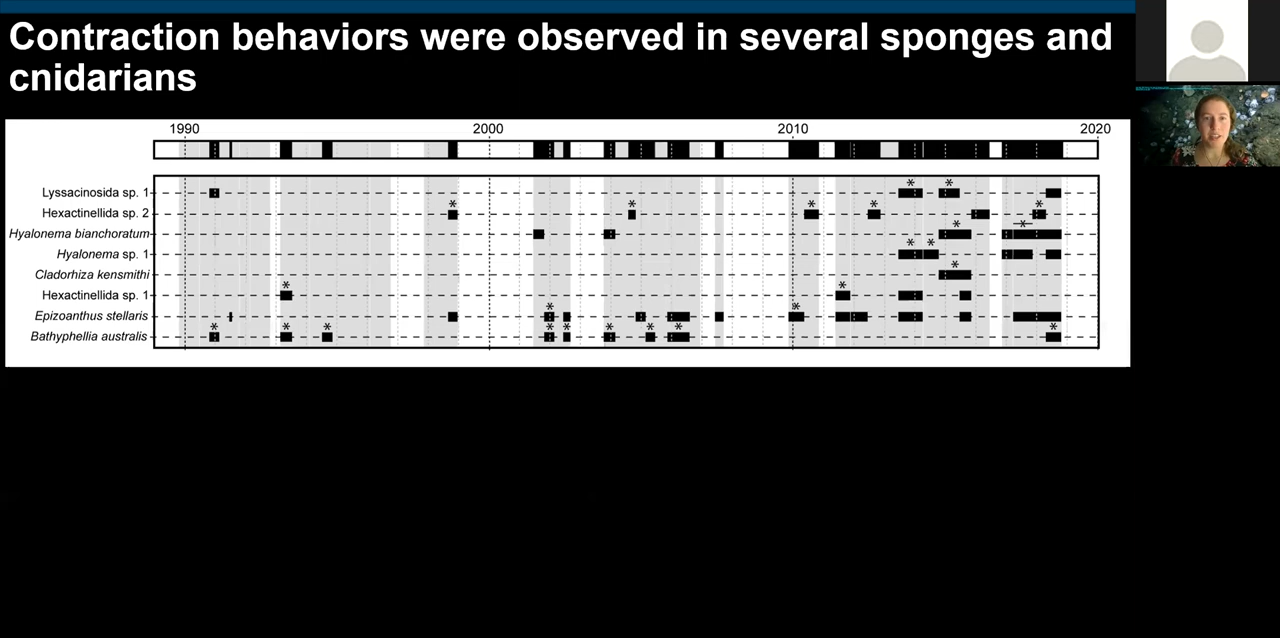 Contraction behaviors were observed in several sponges and
cnidarians
1990 2000 2010 2020
Lyssacinosida sp. 1
* *
Hexactinellida sp. 2
* * * * *
Hyalonema bianchoratum
* *
Hyalonema sp. 1
* *
Cladorhiza kensmithi
*
Hexactinellida sp. 1
* *
Epizoanthus stellaris
* *
Bathyphellia australis
* * * * * * * * *